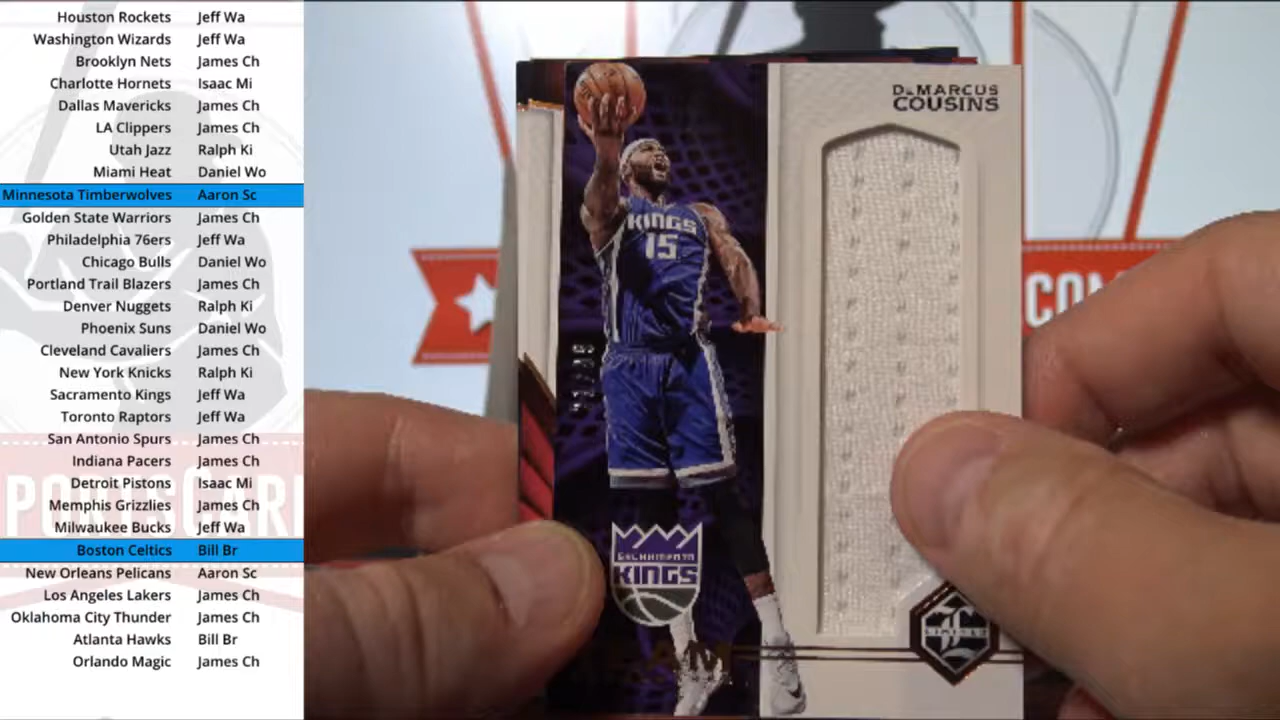 Houston Rockets Jeff Wa
Washington Wizards Jeff Wa
Brooklyn Nets James Ch
Charlotte Hornets Isaac Mi
Dallas Mavericks James Ch
LA Clippers James Ch
Utah Jazz Ralph Ki
Miami Heat Daniel Wo
Minnesota Timberwolves Aaron Sc
Golden State Warriors James Ch
Philadelphia 76ers Jeff Wa
Chicago Bulls Daniel Wo
Portland Trail Blazers James Ch
Denver Nuggets Ralph Ki
Phoenix Suns Daniel Wo
Cleveland Cavaliers James Ch
New York Knicks Ralph Ki
Sacramento Kings Jeff Wa
Toronto Raptors Jeff Wa
San Antonio Spurs James Ch
Indiana Pacers James Ch
Detroit Pistons Isaac Mi
Memphis Grizzlies James Ch
Milwaukee Bucks Jeff Wa
Boston Celtics Bill Br
New Orleans Pelicans Aaron Sc
Los Angeles Lakers James Ch
Oklahoma City Thunder James Ch
Atlanta Hawks Bill Br
Orlando Magic James Ch
PORTSCARD
DeMARCUS
COUSINS
KINGS
15
SACRAMENTO
KINGS
LIMITED
COM